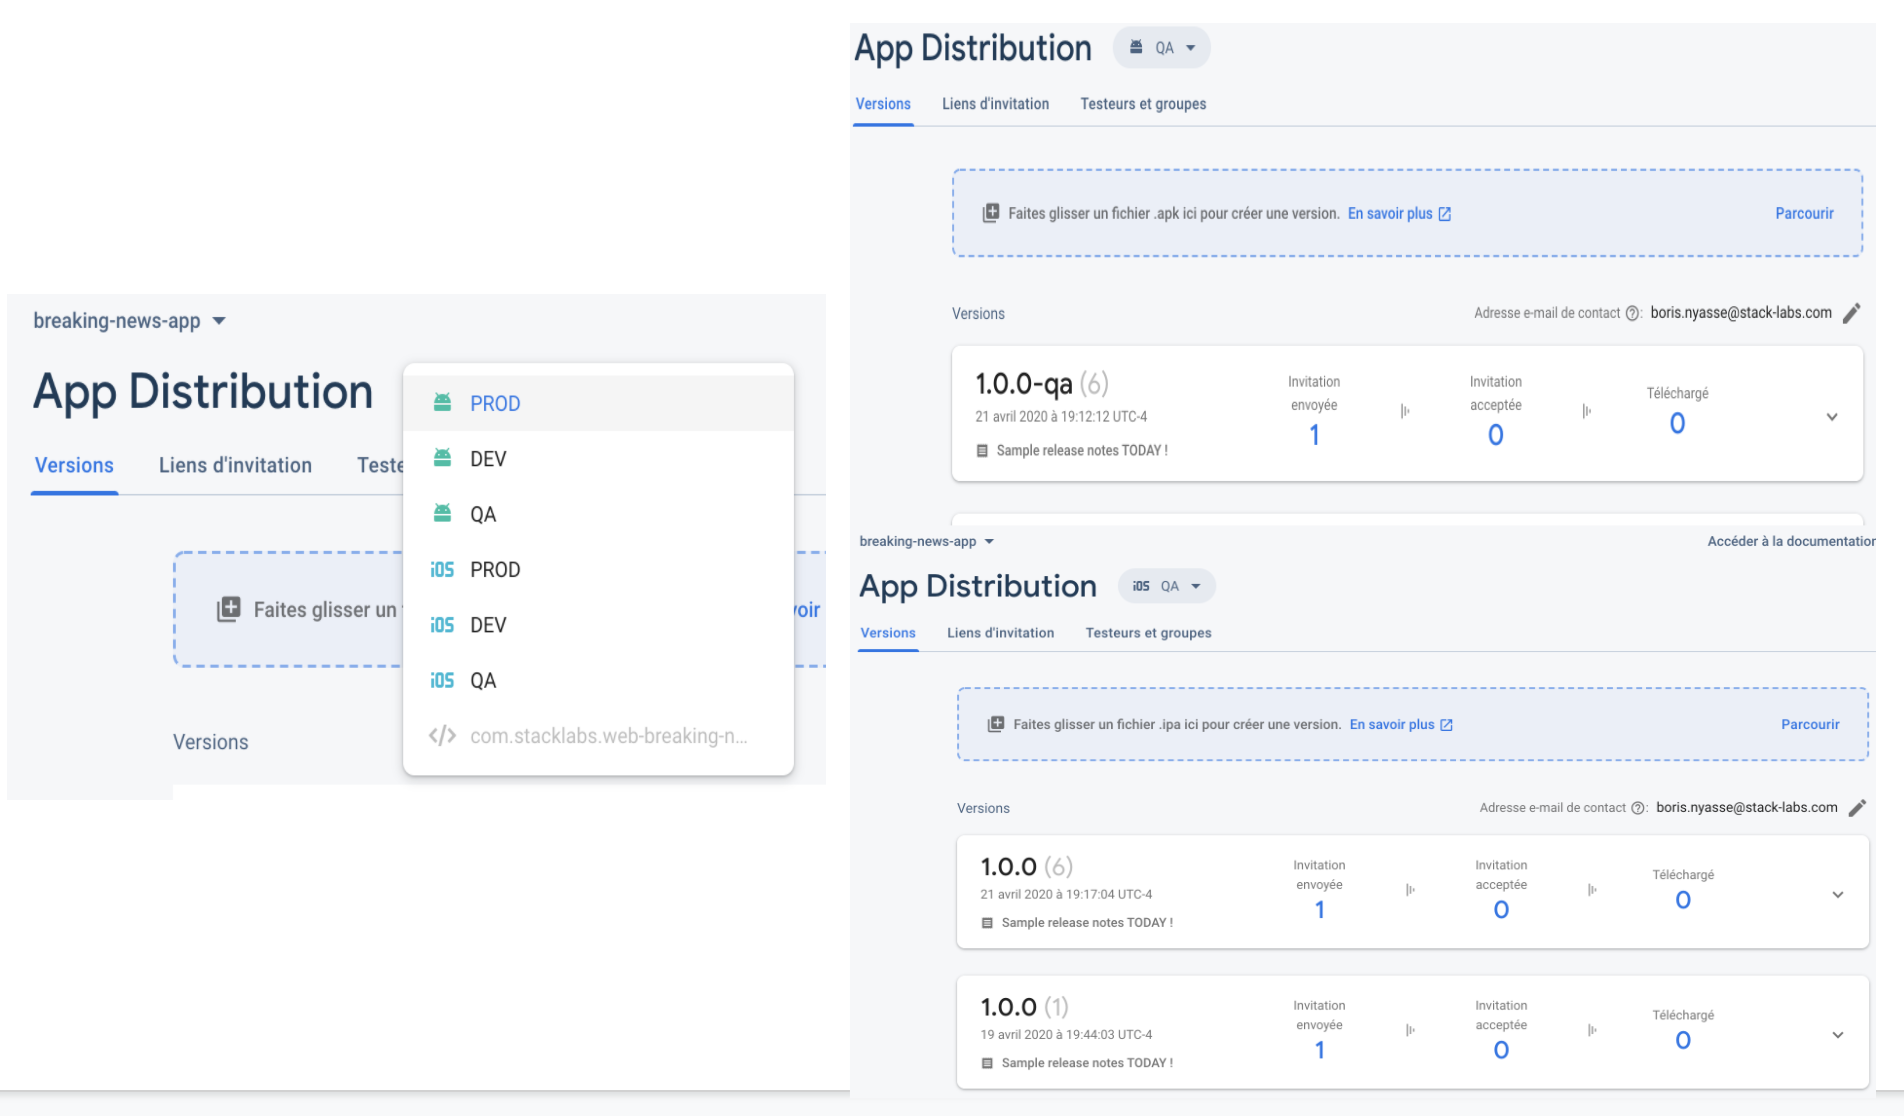 breaking-news-app
App Distribution
Versions Liens d'invitation Teste
Faites glisser un
voir
Versions
PROD
DEV
QA
iOS PROD
iOS DEV
iOS QA
</> com.stacklabs.web-breaking-n...
App Distribution QA
Versions Liens d'invitation Testeurs et groupes
Faites glisser un fichier .apk ici pour créer une version. En savoir plus Parcourir
Versions Adresse e-mail de contact ?: boris.nyasse@stack-labs.com
1.0.0-qa (6)
21 avril 2020 à 19:12:12 UTC-4
Sample release notes TODAY !
Invitation
envoyée
1
Invitation
acceptée
0
Téléchargé
0
breaking-news-app Accéder à la documentation
App Distribution iOS QA
Versions Liens d'invitation Testeurs et groupes
Faites glisser un fichier .ipa ici pour créer une version. En savoir plus Parcourir
Versions Adresse e-mail de contact ?: boris.nyasse@stack-labs.com
1.0.0 (6)
21 avril 2020 à 19:17:04 UTC-4
Sample release notes TODAY !
Invitation
envoyée
1
Invitation
acceptée
0
Téléchargé
0
1.0.0 (1)
19 avril 2020 à 19:44:03 UTC-4
Sample release notes TODAY !
Invitation
envoyée
1
Invitation
acceptée
0
Téléchargé
0